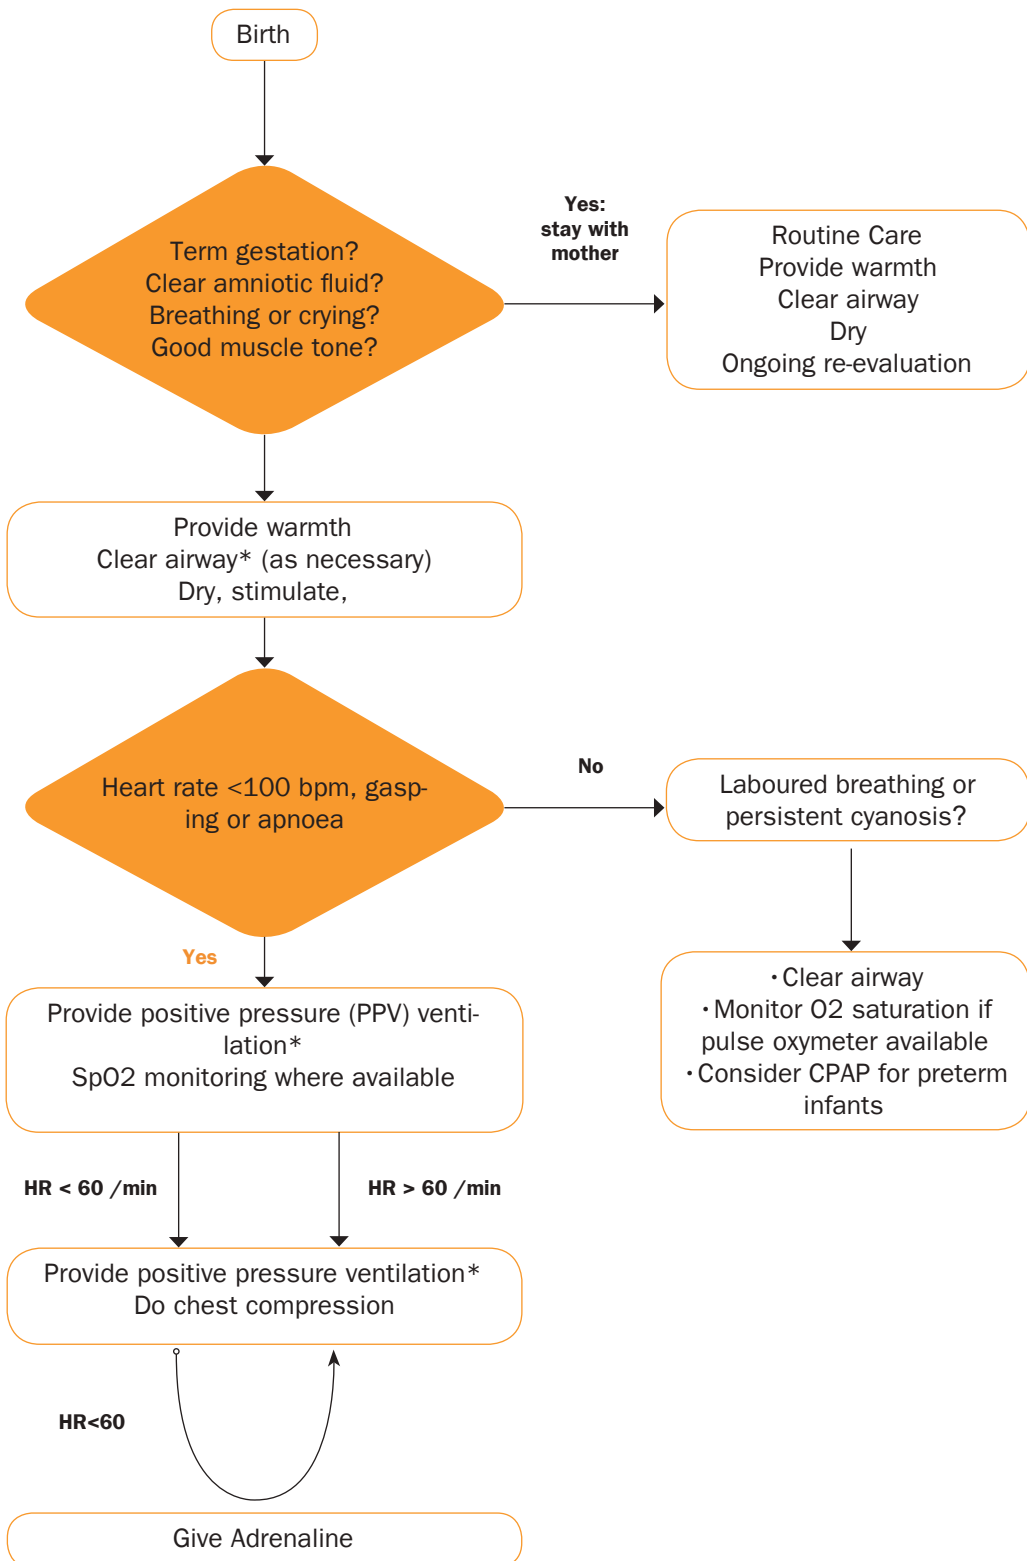 Birth
Term gestation?
Clear amniotic fluid?
Breathing or crying?
Good muscle tone?
Yes:
stay with
mother
Routine Care
Provide warmth
Clear airway
Dry
Ongoing re-evaluation
Provide warmth
Clear airway* (as necessary)
Dry, stimulate,
Heart rate <100 bpm, gasp-
ing or apnoea
No
Laboured breathing or
persistent cyanosis?
Yes
Provide positive pressure (PPV) venti-
lation*
SpO2 monitoring where available
• Clear airway
• Monitor O2 saturation if
pulse oxymeter available
• Consider CPAP for preterm
infants
HR < 60 /min
HR > 60 /min
Provide positive pressure ventilation*
Do chest compression
HR<60
Give Adrenaline